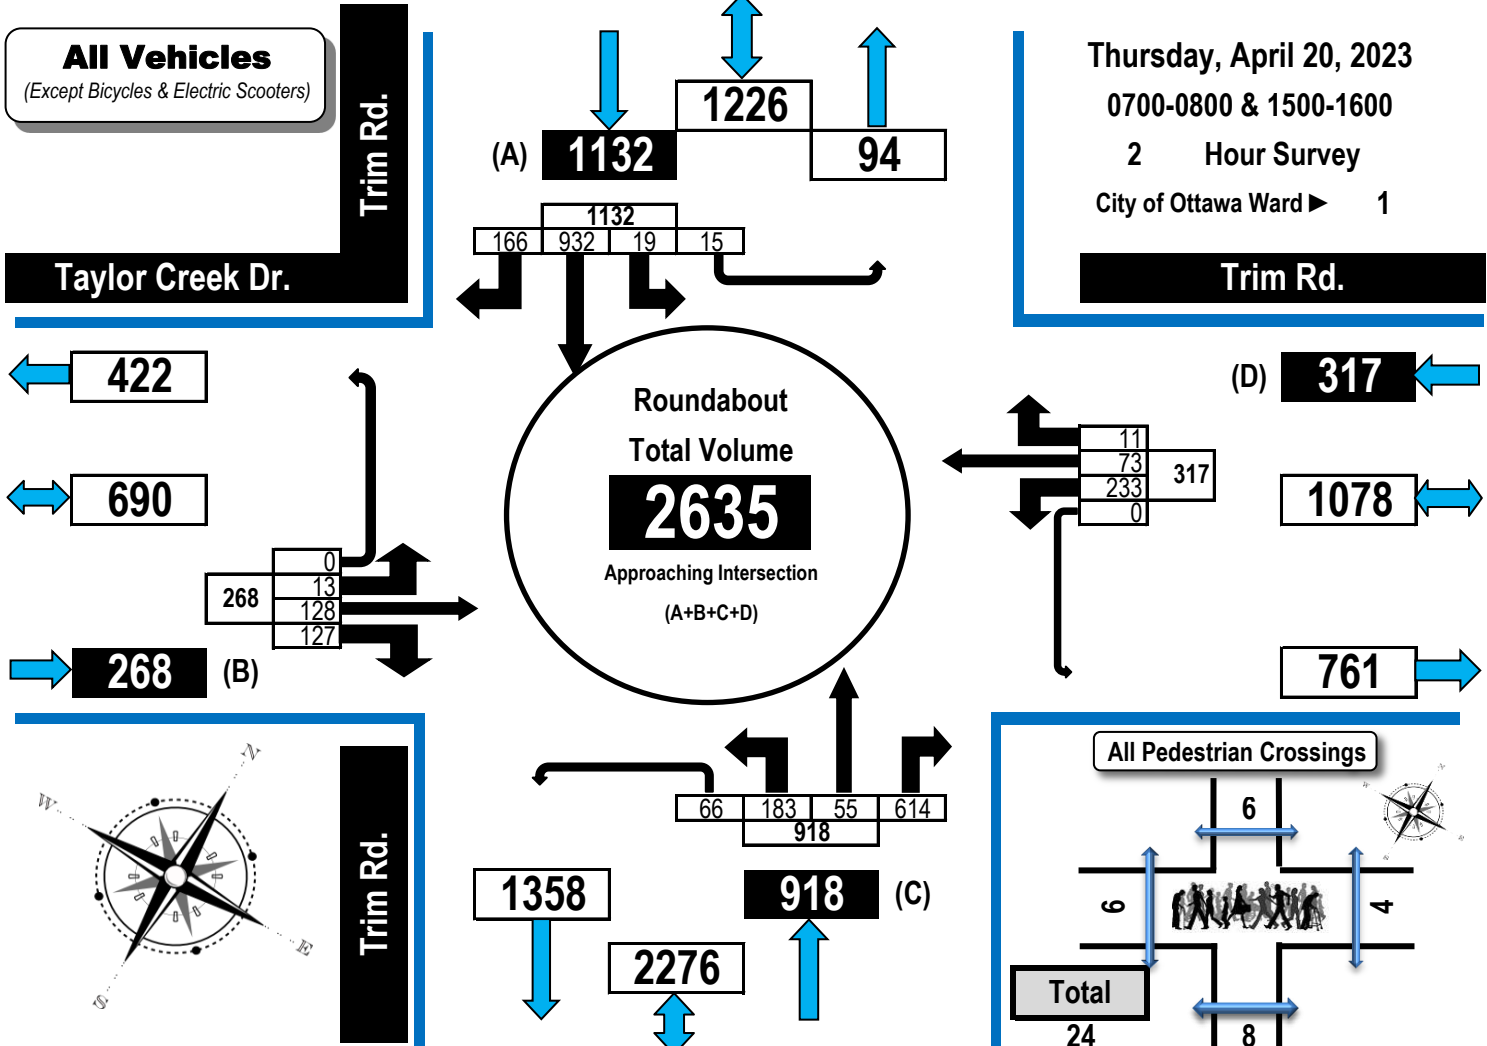 All Vehicles
(Except Bicycles & Electric Scooters)
Trim Rd.
Taylor Creek Dr.
1226
(A) 1132
94
1132
166 932 19 15
Thursday, April 20, 2023
0700-0800 & 1500-1600
2 Hour Survey
City of Ottawa Ward ► 1
Trim Rd.
422
690
0
13
128
127
268
268 (B)
Roundabout
Total Volume
2635
Approaching Intersection
(A+B+C+D)
(D) 317
11
73
233
0
317
1078
761
66 183 55 614
918
1358
918 (C)
2276
Trim Rd.
N
W
E
S
All Pedestrian Crossings
6
6
4
8
Total
24